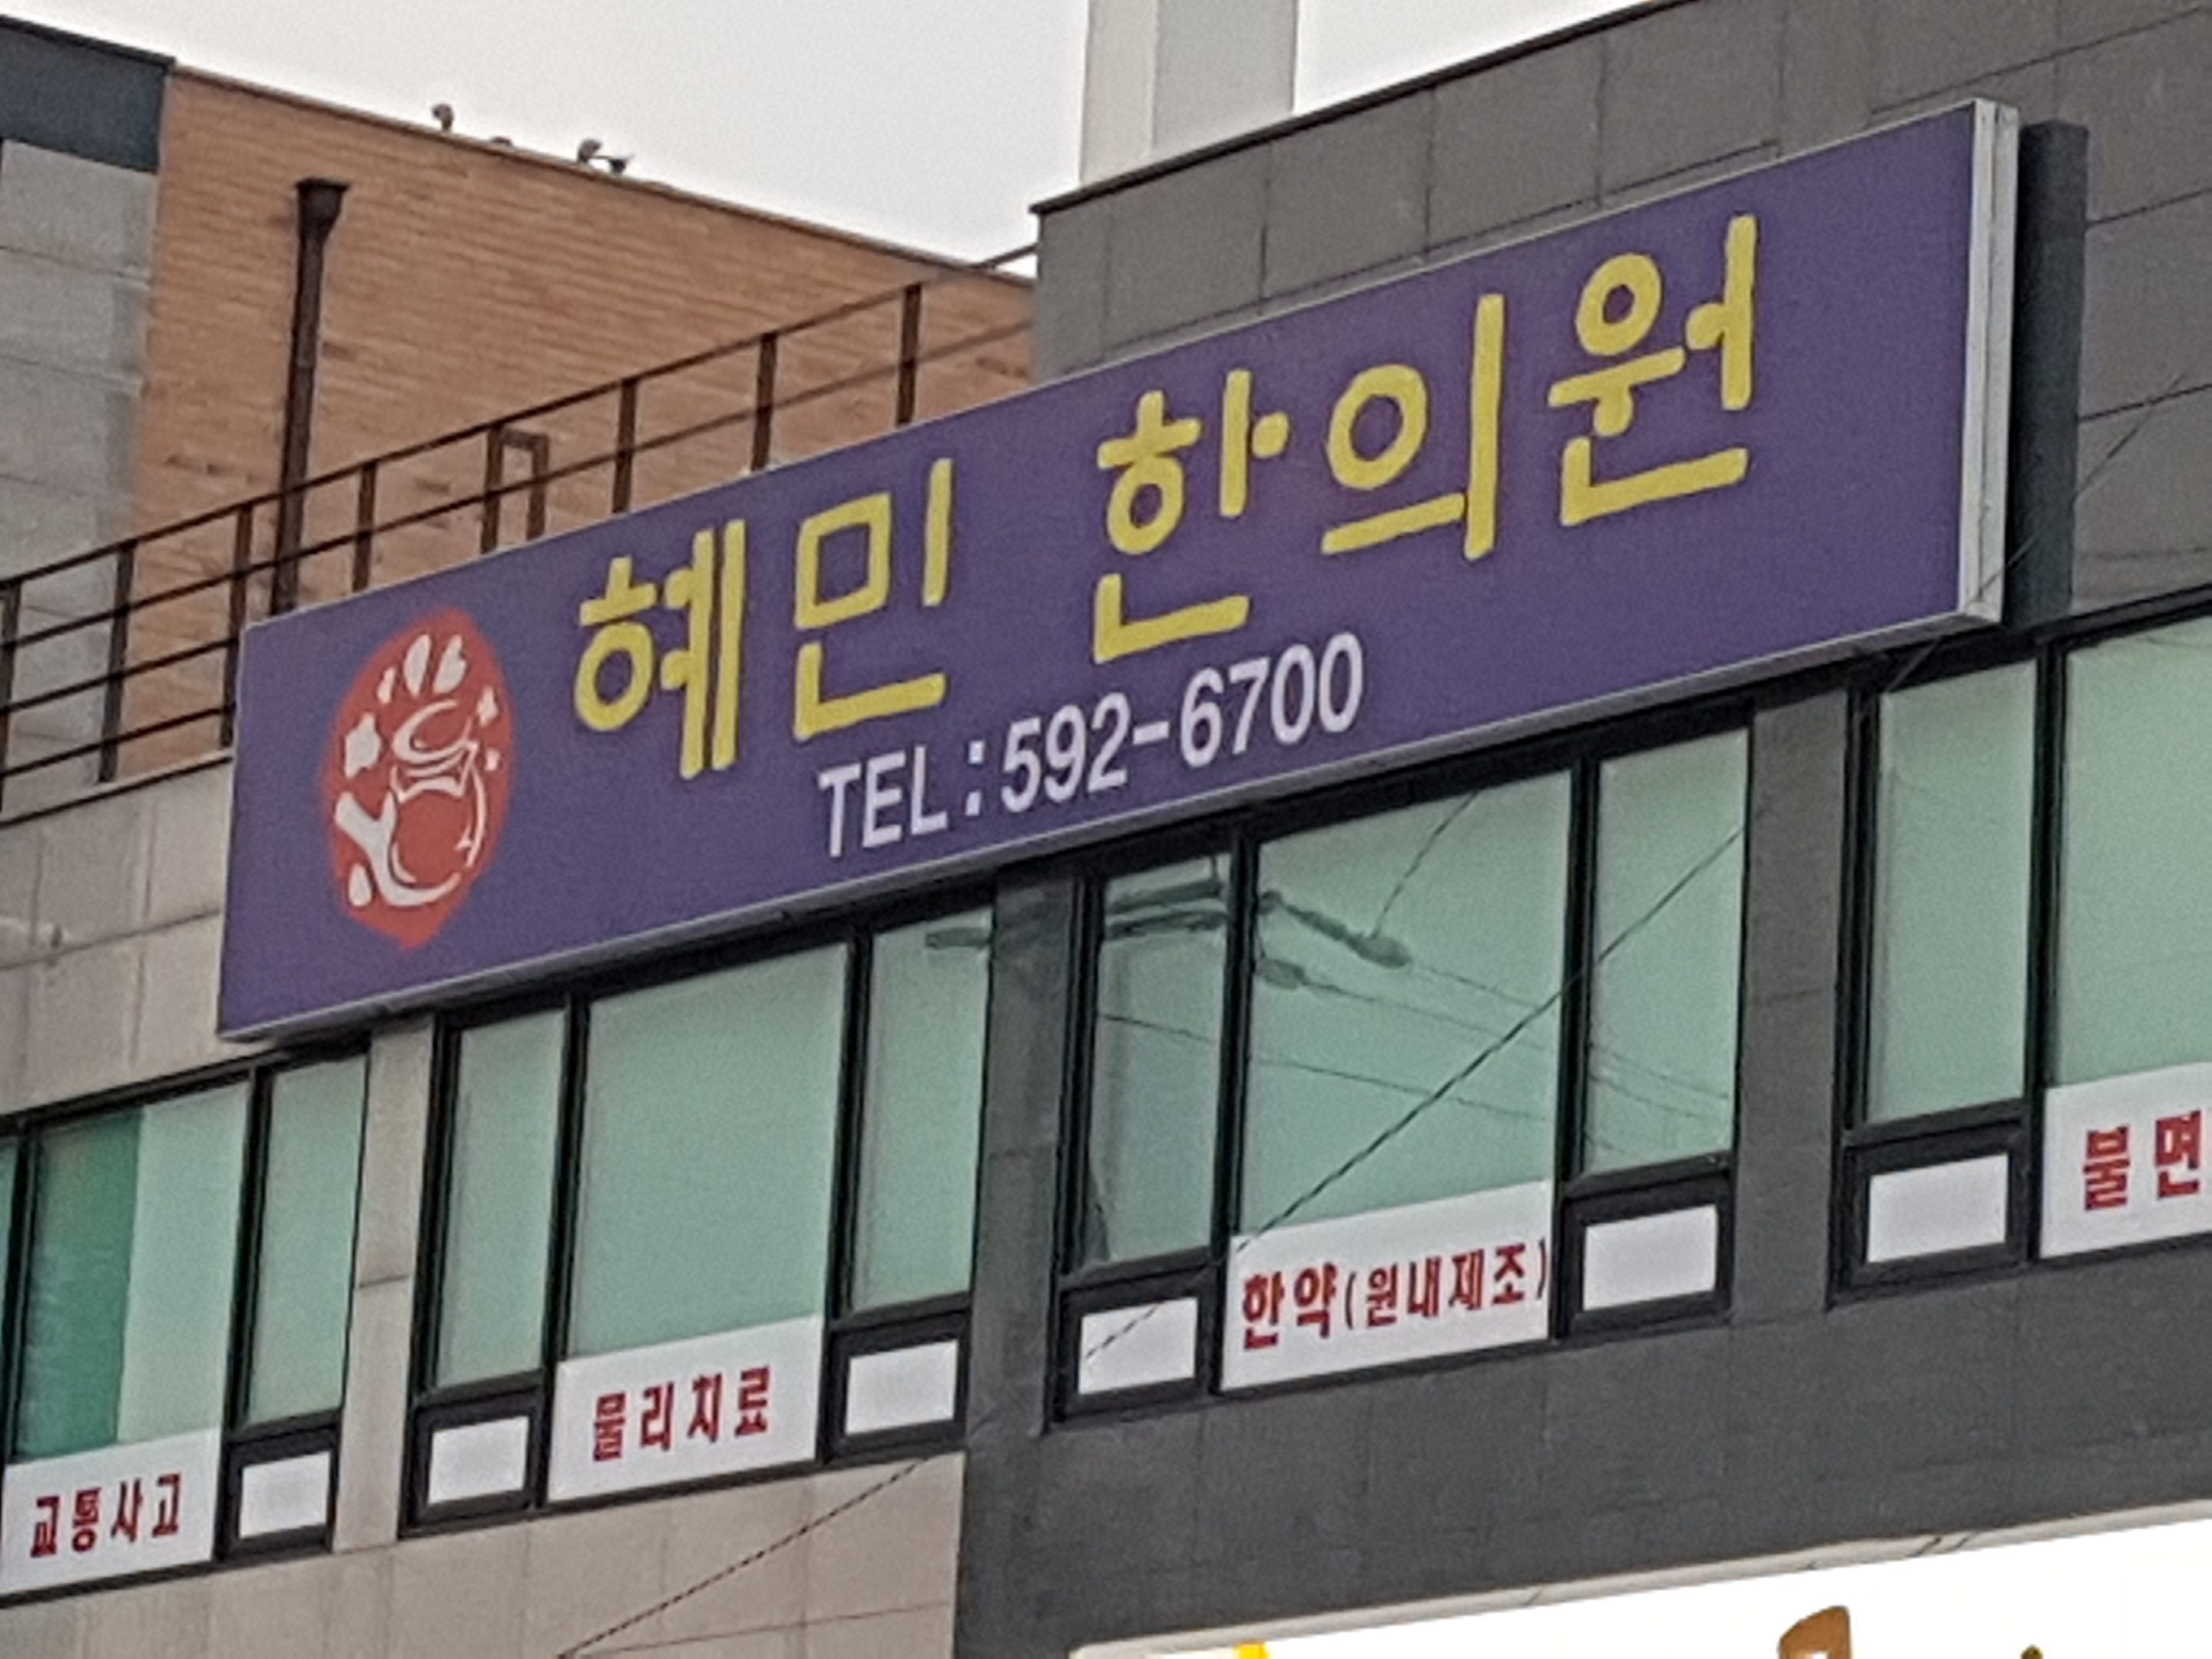 혜민 한의원
TEL:592-6700
교통사고
물리치료
한약(원내제조)
불면